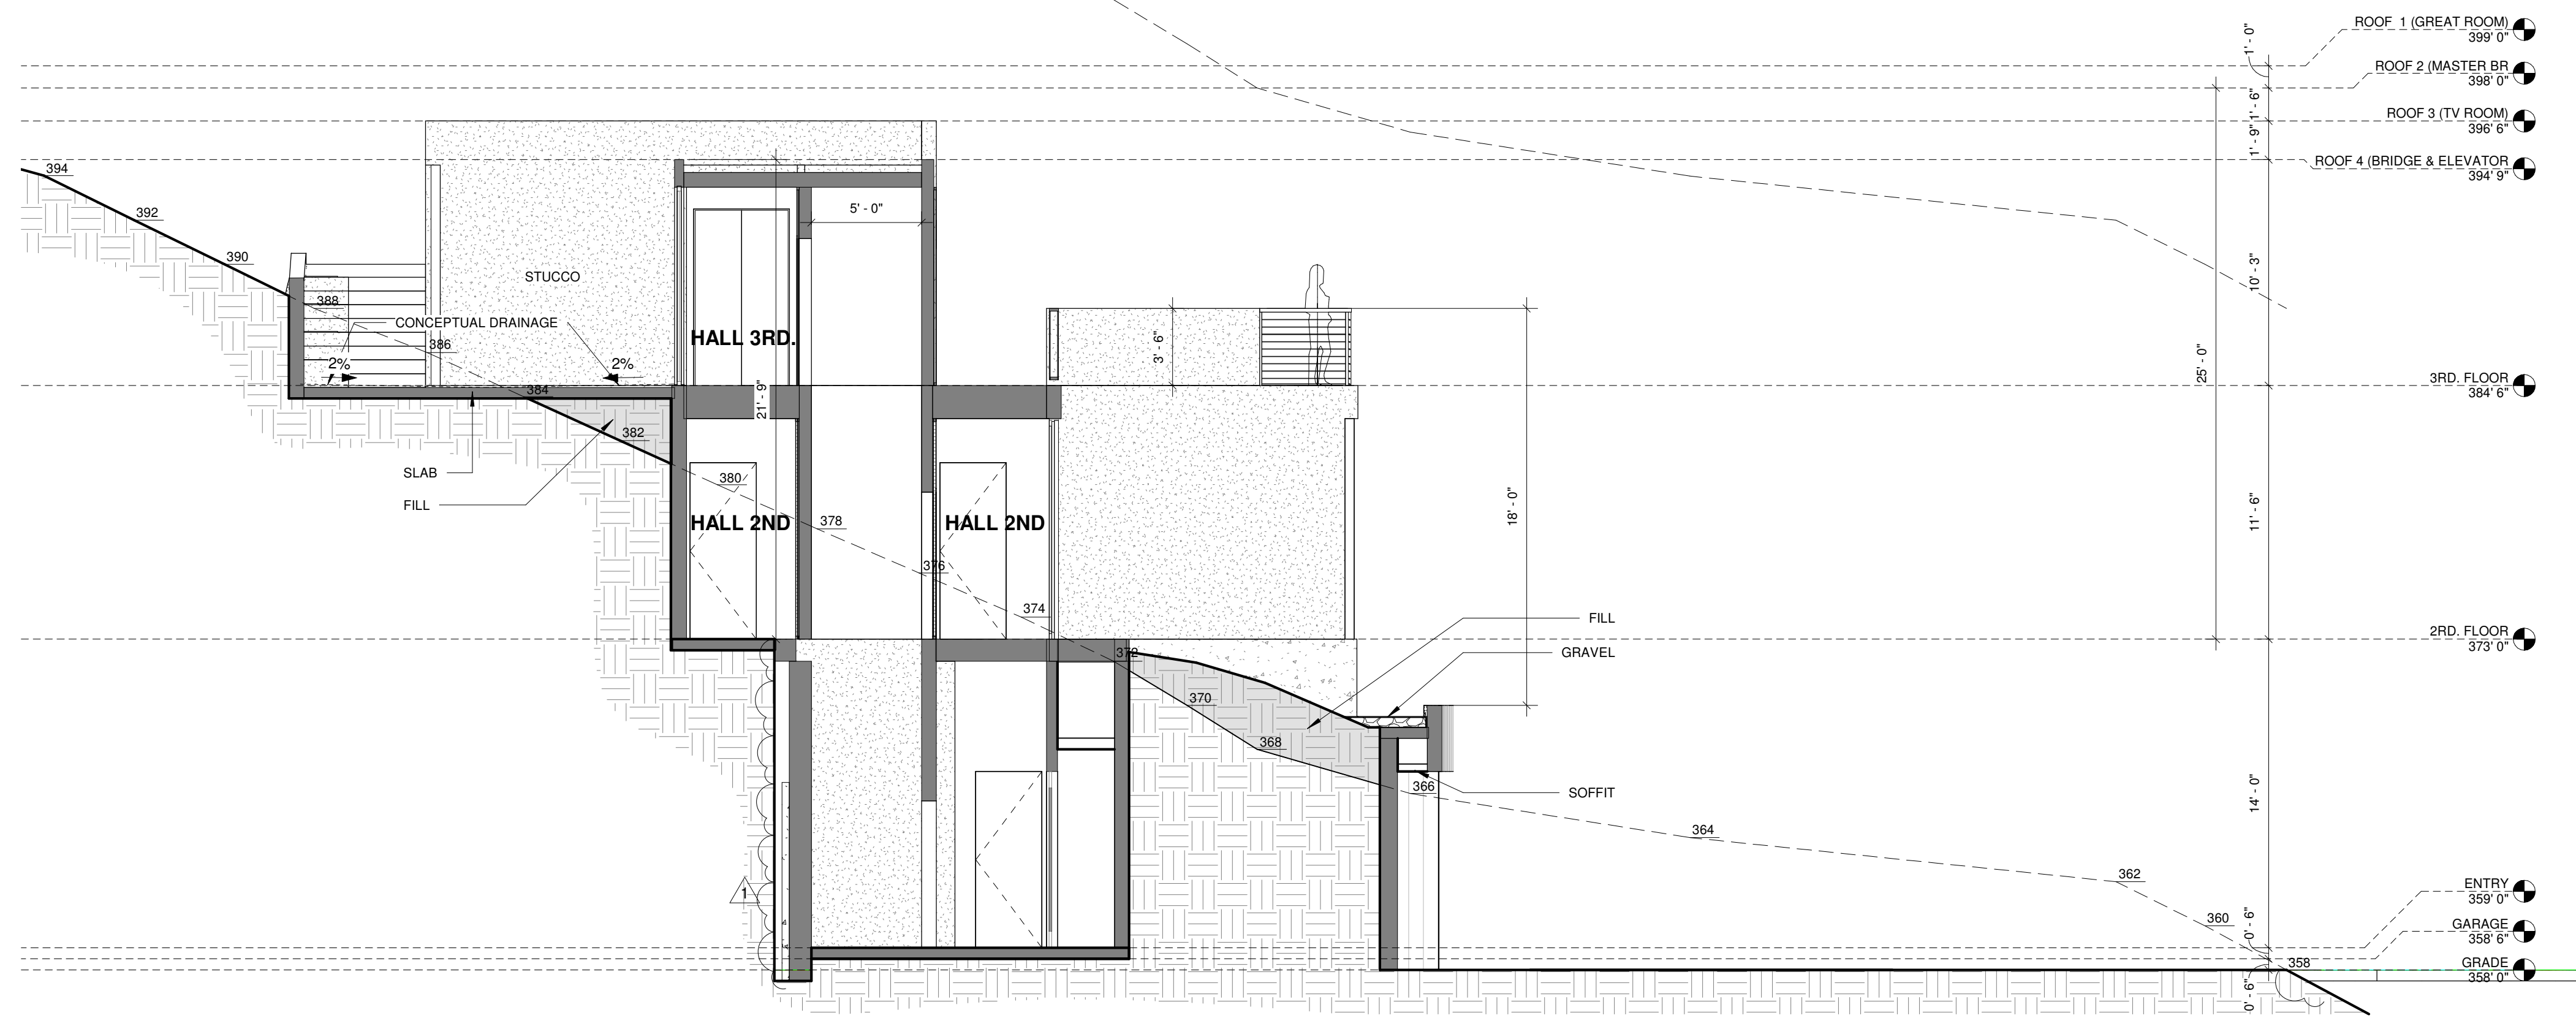 ROOF 1 (GREAT ROOM)
399' 0"
1' - 0"
ROOF 2 (MASTER BR
398' 0"
1' - 6"
ROOF 3 (TV ROOM)
396' 6"
1' - 9"
ROOF 4 (BRIDGE & ELEVATOR
394' 9"
394
392
390
388
386
384
382
380
378
376
374
372
370
368
366
364
362
360
358
5' - 0"
STUCCO
CONCEPTUAL DRAINAGE
2%
2%
HALL 3RD.
21' - 9"
3' - 6"
10' - 3"
25' - 0"
3RD. FLOOR
384' 6"
SLAB
FILL
HALL 2ND
HALL 2ND
18' - 0"
11' - 6"
FILL
GRAVEL
2RD. FLOOR
373' 0"
SOFFIT
14' - 0"
1
ENTRY
359' 0"
0' - 6"
GARAGE
358' 6"
GRADE
358' 0"
0' - 6"